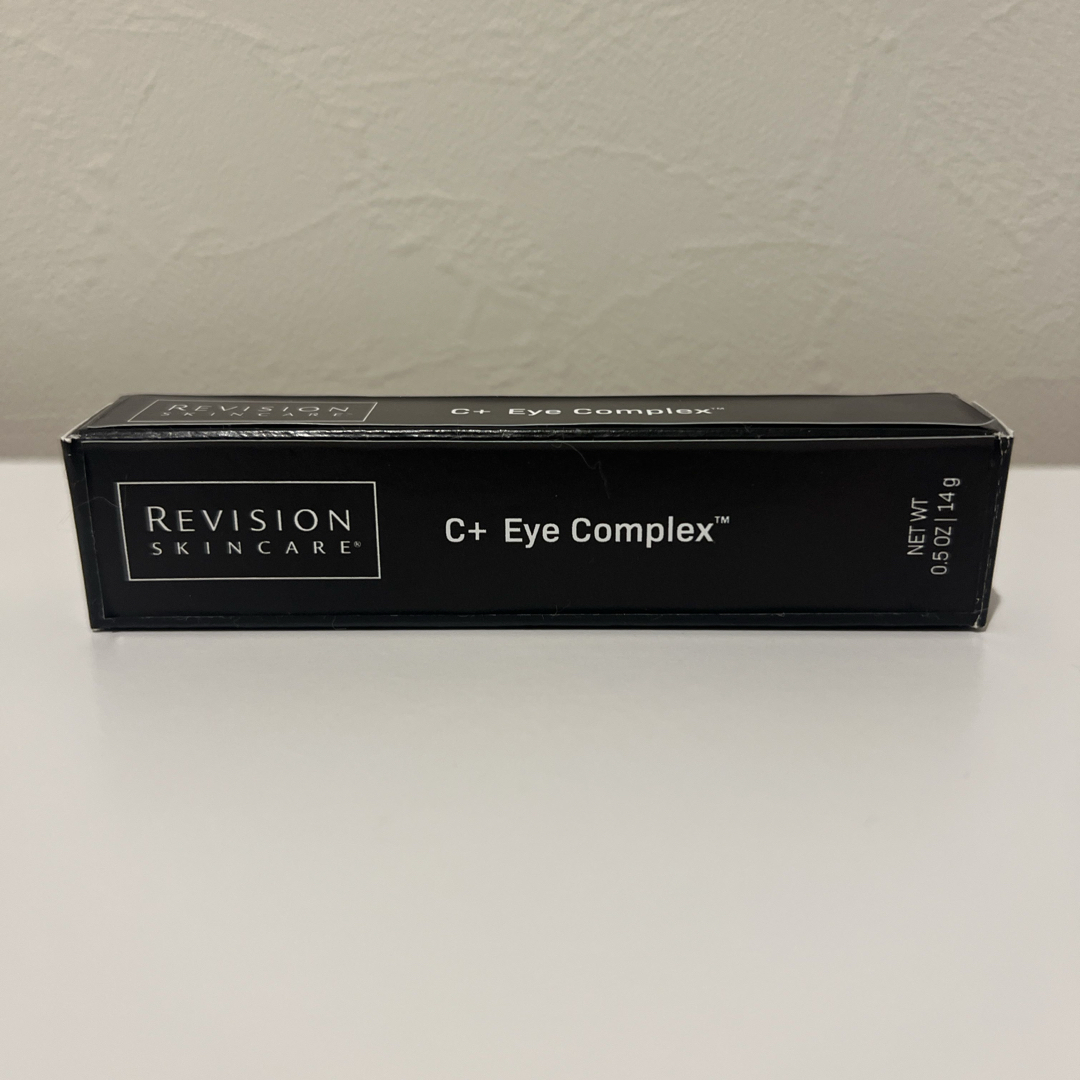 REVISION
SKINCARE
C+ Eye Complex™
REVISION
SKINCARE®
C+ Eye Complex™
NET WT
0.5 OZ | 14 g